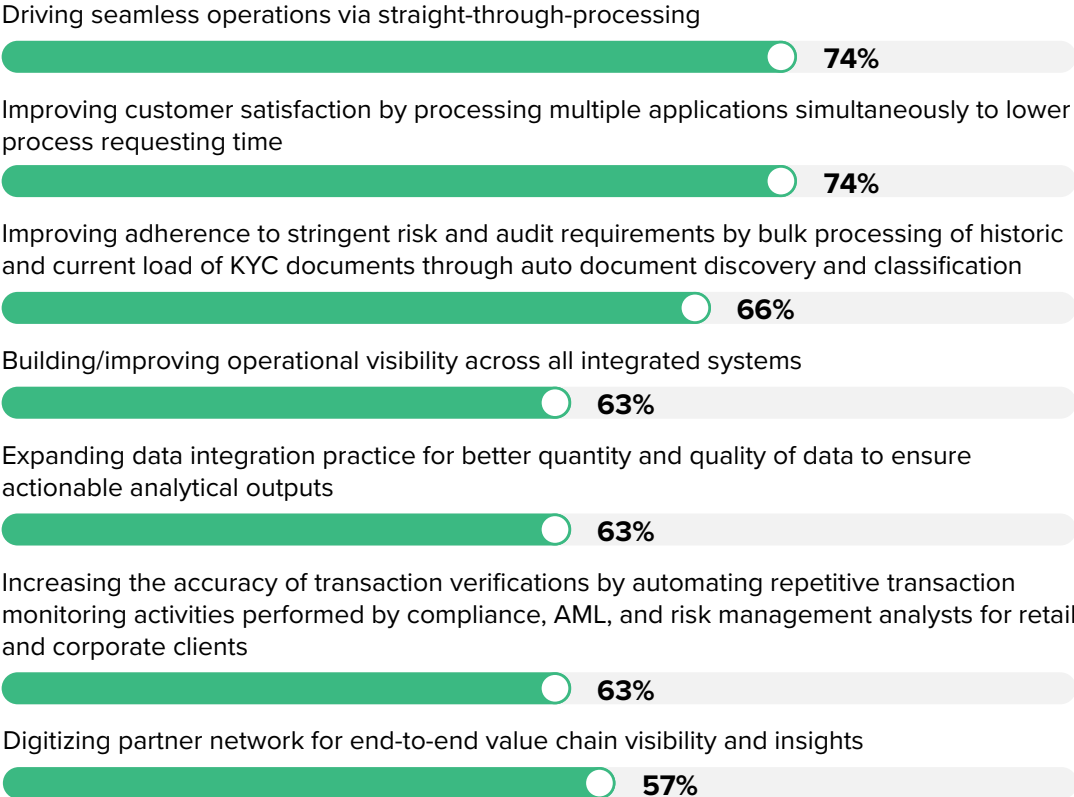 Driving seamless operations via straight-through-processing
74%
Improving customer satisfaction by processing multiple applications simultaneously to lower
process requesting time
74%
Improving adherence to stringent risk and audit requirements by bulk processing of historic
and current load of KYC documents through auto document discovery and classification
66%
Building/improving operational visibility across all integrated systems
63%
Expanding data integration practice for better quantity and quality of data to ensure
actionable analytical outputs
63%
Increasing the accuracy of transaction verifications by automating repetitive transaction
monitoring activities performed by compliance, AML, and risk management analysts for retail
and corporate clients
63%
Digitizing partner network for end-to-end value chain visibility and insights
57%